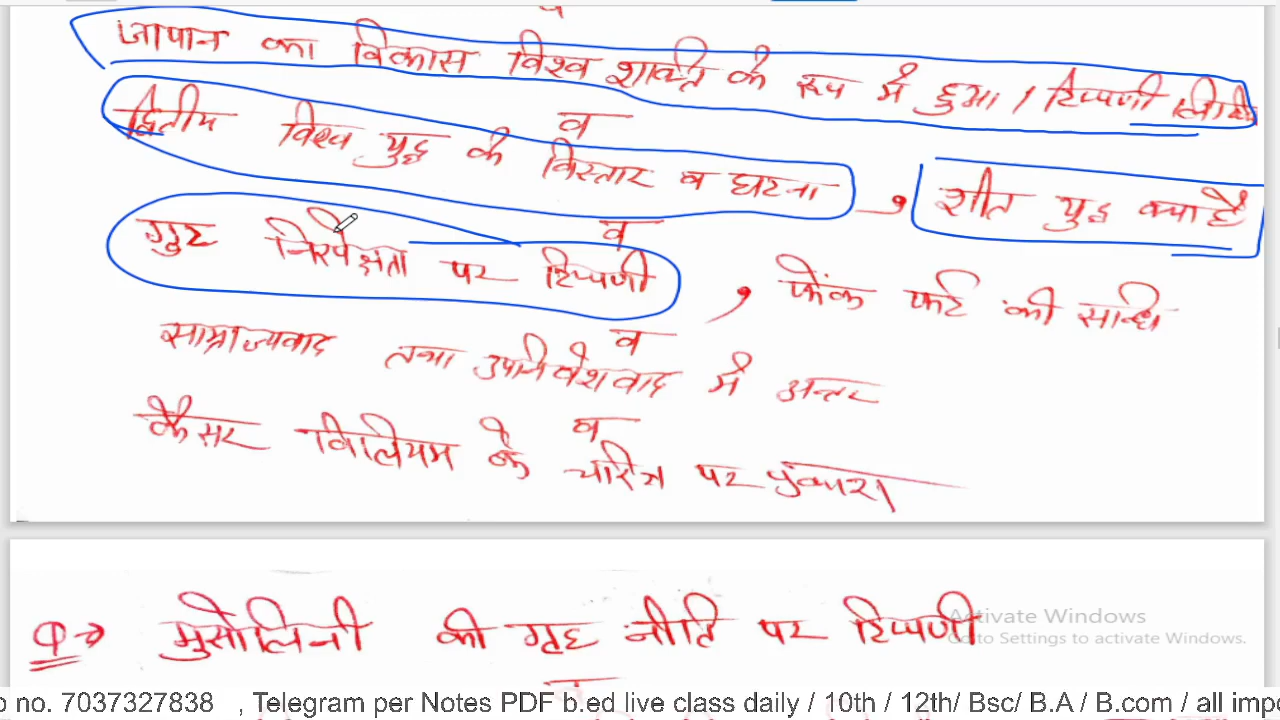 जापान का विकास विश्व शक्ति के रूप में हुआ / टिप्पणी लिखिए
व
द्वितीय विश्व युद्ध के विस्तार व घटना , शीत युद्ध क्या है
व
गुट निरपेक्षता पर टिप्पणी , फ्रेंक फर्ट की सन्धि
व
साम्राज्यवाद तथा उपनिवेशवाद में अन्तर
व
कैसर विलियम के चरित्र पर प्रकाश
Q⇒ मुसोलिनी की गृह नीति पर टिप्पणी
Activate Windows
Go to Settings to activate Windows.
no. 7037327838 , Telegram per Notes PDF b.ed live class daily / 10th / 12th/ Bsc/ B.A / B.com / all